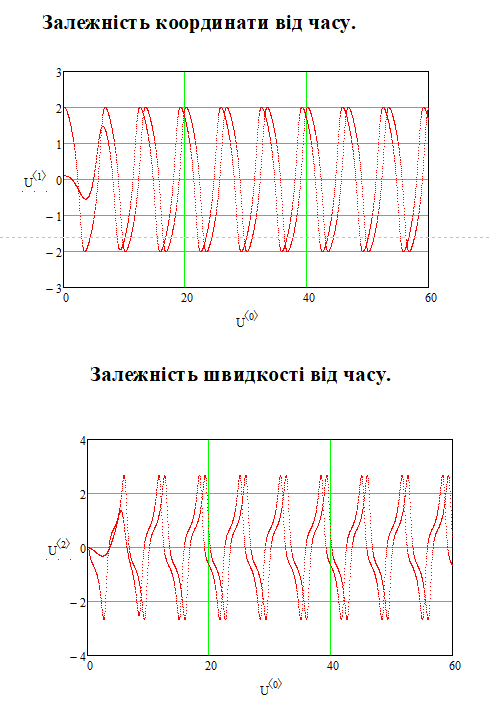 Залежність координати від часу.
3
2
1
U⟨1⟩ 0
−1
−2
−3
0 20 40 60
U⟨0⟩
Залежність швидкості від часу.
4
2
U⟨2⟩ 0
−2
−4
0 20 40 60
U⟨0⟩